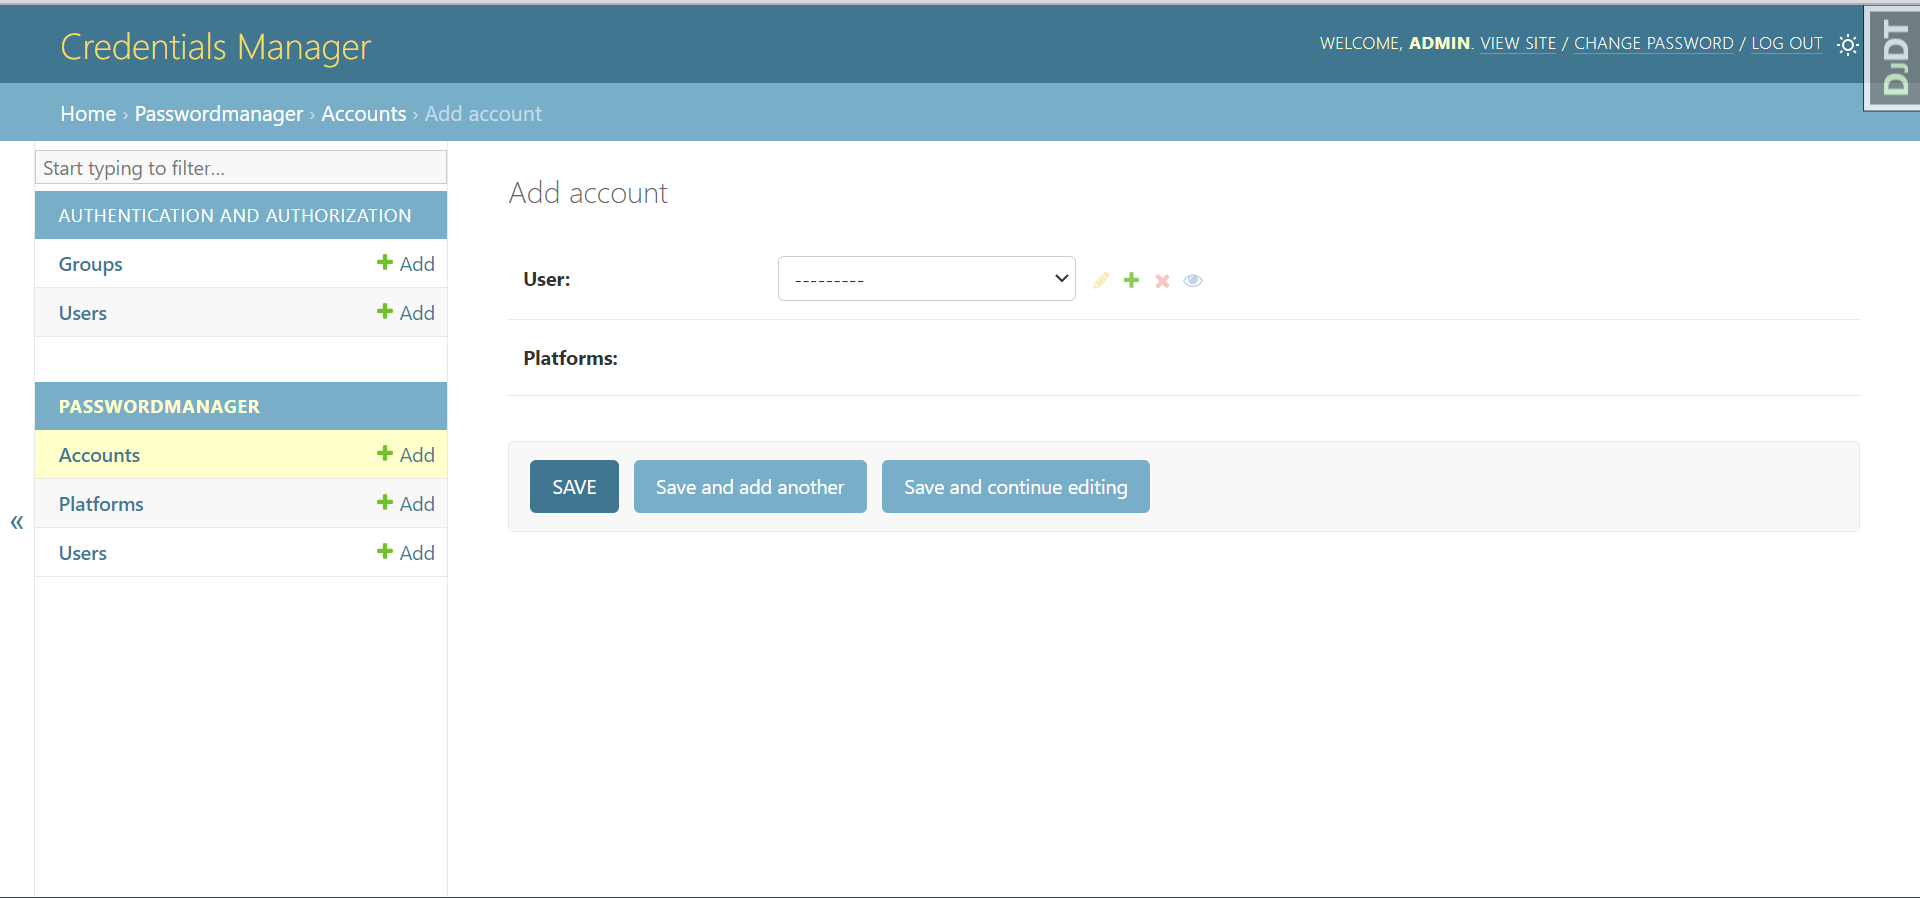 Credentials Manager
WELCOME, ADMIN. VIEW SITE / CHANGE PASSWORD / LOG OUT
DJDT
Home › Passwordmanager › Accounts › Add account
Start typing to filter...
AUTHENTICATION AND AUTHORIZATION
Groups Add
Users Add
PASSWORDMANAGER
Accounts Add
Platforms Add
Users Add
«
Add account
User: ---------
Platforms:
SAVE Save and add another Save and continue editing